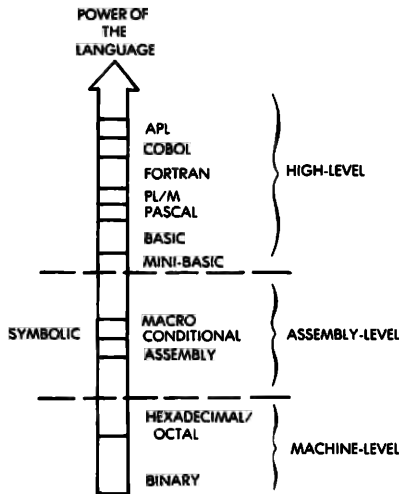 POWER OF
THE
LANGUAGE
APL
COBOL
FORTRAN
PL/M
PASCAL
BASIC
MINI-BASIC
HIGH-LEVEL
SYMBOLIC
MACRO
CONDITIONAL
ASSEMBLY
ASSEMBLY-LEVEL
HEXADECIMAL/
OCTAL
BINARY
MACHINE-LEVEL